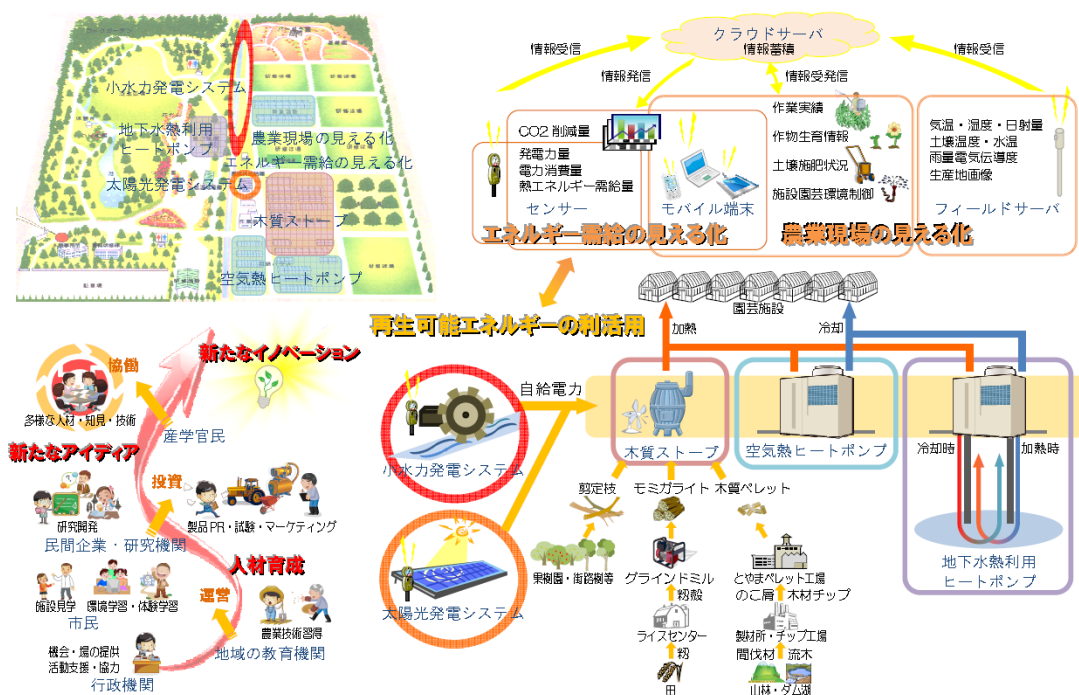 小水力発電システム
地下水熱利用
ヒートポンプ
農業現場の見える化
エネルギー需給の見える化
太陽光発電システム
木質ストーブ
空気熱ヒートポンプ
クラウドサーバ
情報蓄積
情報受信
情報発信
情報受発信
情報受信
CO2 削減量
発電力量
電力消費量
熱エネルギー需給量
センサー
モバイル端末
作業実績
作物生育情報
土壌施肥状況
施設園芸環境制御
気温・湿度・日射量
土壌温度・水温
雨量電気伝導度
生産地画像
フィールドサーバ
エネルギー需給の見える化
農業現場の見える化
園芸施設
再生可能エネルギーの利活用
加熱
冷却
自給電力
小水力発電システム
太陽光発電システム
木質ストーブ
空気熱ヒートポンプ
冷却時
加熱時
地下水熱利用
ヒートポンプ
剪定技
モミガライト
木質ペレット
果樹園・街路樹等
グラインドミル
籾殻
ライスセンター
籾
田
とやまペレット工場
のこ屑
木材チップ
製材所・チップ工場
間伐材
流木
山林・ダム湖
新たなイノベーション
協働
多様な人材・知見・技術
産学官民
新たなアイディア
投資
研究開発
製品 PR・試験・マーケティング
民間企業・研究機関
人材育成
運営
施設見学
環境学習・体験学習
市民
農業技術習得
地域の教育機関
機会・場の提供
活動支援・協力
行政機関